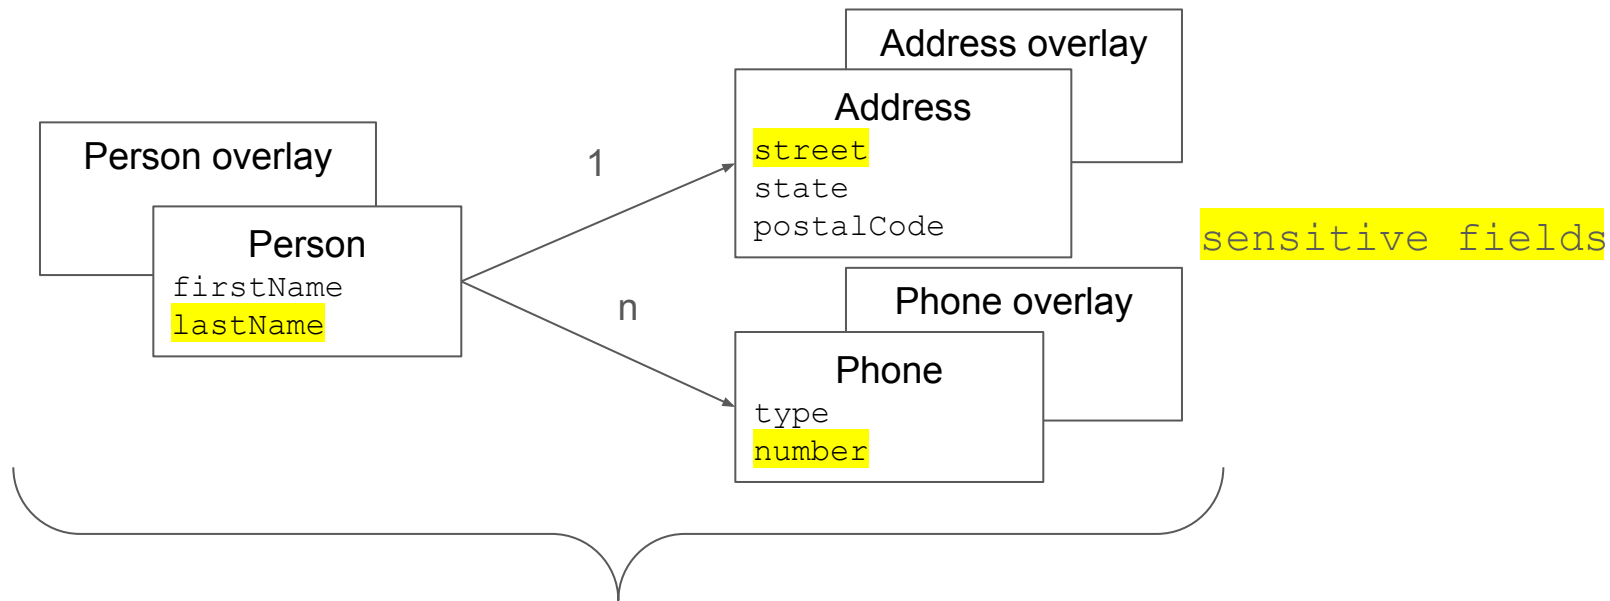 Person overlay
Person
firstName
lastName
1
n
Address overlay
Address
street
state
postalCode
Phone overlay
Phone
type
number
sensitive fields